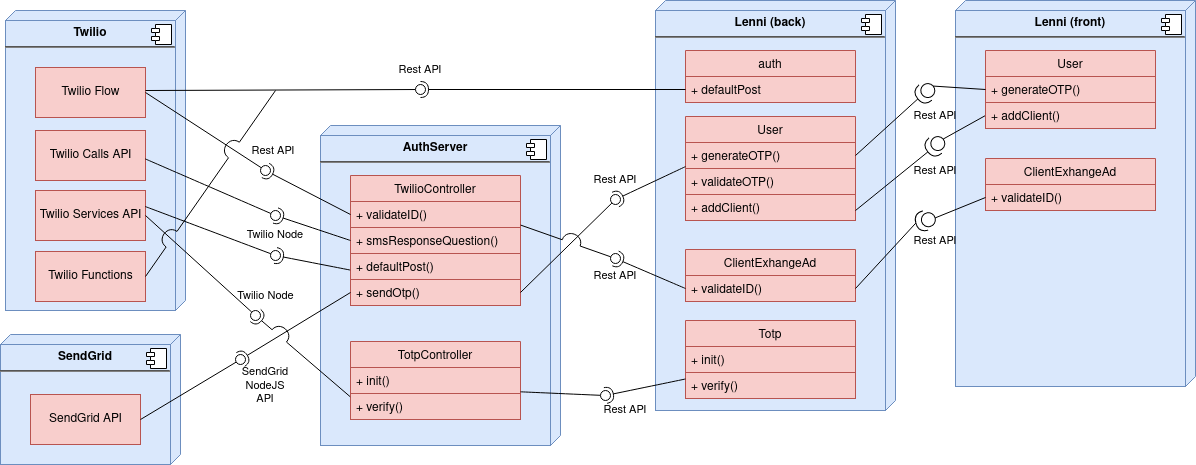 Twilio
Twilio Flow
Twilio Calls API
Twilio Services API
Twilio Functions
SendGrid
SendGrid API
Rest API
Rest API
Twilio Node
Twilio Node
SendGrid
NodeJS
API
AuthServer
TwilioController
+ validateID()
+ smsResponseQuestion()
+ defaultPost()
+ sendOtp()
TotpController
+ init()
+ verify()
Rest API
Rest API
Rest API
Lenni (back)
auth
+ defaultPost
User
+ generateOTP()
+ validateOTP()
+ addClient()
ClientExhangeAd
+ validateID()
Totp
+ init()
+ verify()
Rest API
Rest API
Rest API
Lenni (front)
User
+ generateOTP()
+ addClient()
ClientExhangeAd
+ validateID()